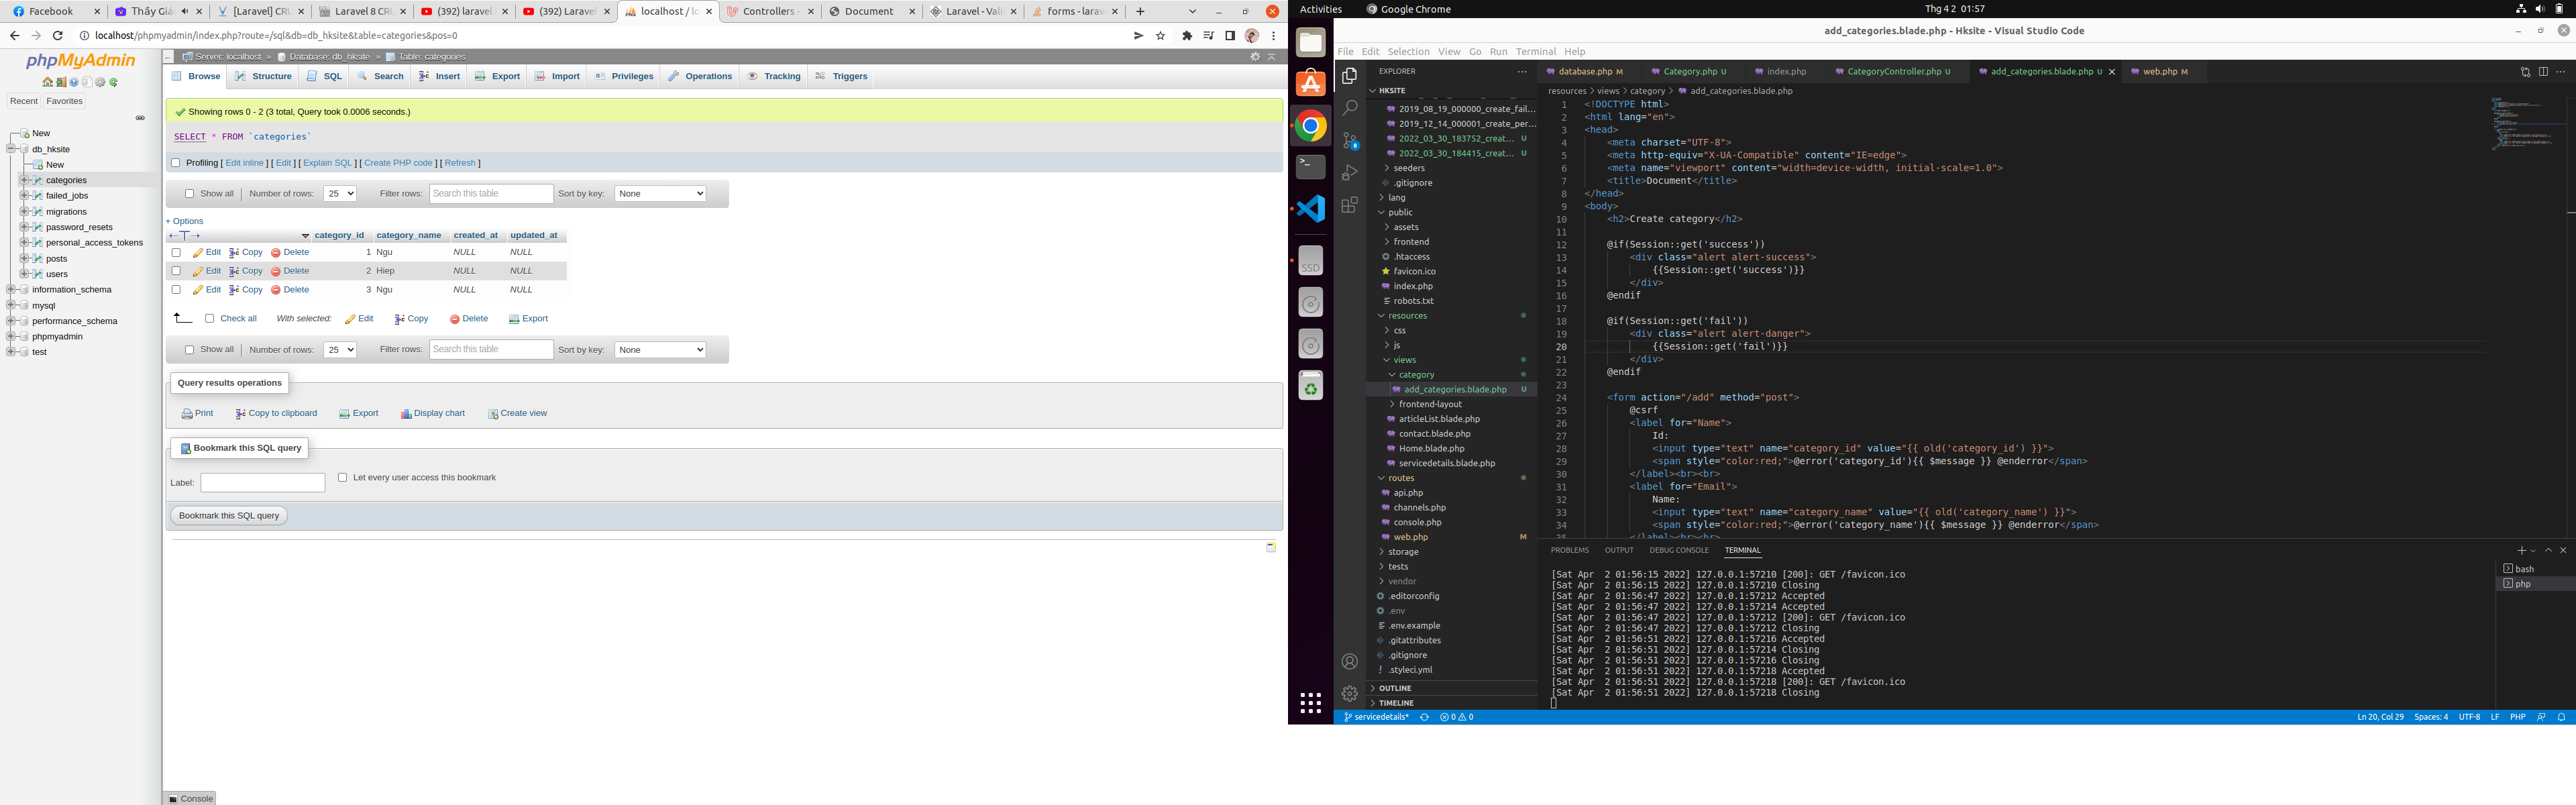 Facebook
Thầy Giá
[Laravel] CRU
Laravel 8 CRU
(392) laravel
(392) Laravel
localhost / lo
Controllers -
Document
Laravel - Vali
forms - larav
localhost/phpmyadmin/index.php?route=/sql&db=db_hksite&table=categories&pos=0
phpMyAdmin
Recent Favorites
New
db_hksite
New
categories
failed_jobs
migrations
password_resets
personal_access_tokens
posts
users
information_schema
mysql
performance_schema
phpmyadmin
test
Server: localhost » Database: db_hksite » Table: categories
Browse Structure SQL Search Insert Export Import Privileges Operations Tracking Triggers
Showing rows 0 - 2 (3 total, Query took 0.0006 seconds.)
SELECT * FROM `categories`
Profiling [ Edit inline ] [ Edit ] [ Explain SQL ] [ Create PHP code ] [ Refresh ]
Show all Number of rows: 25 Filter rows: Search this table Sort by key: None
+ Options
category_id category_name created_at updated_at
Edit Copy Delete 1 Ngu NULL NULL
Edit Copy Delete 2 Hiep NULL NULL
Edit Copy Delete 3 Ngu NULL NULL
Check all With selected: Edit Copy Delete Export
Show all Number of rows: 25 Filter rows: Search this table Sort by key: None
Query results operations
Print Copy to clipboard Export Display chart Create view
Bookmark this SQL query
Label: Let every user access this bookmark
Bookmark this SQL query
Console
Activities Google Chrome Thg 4 2 01:57
SSD
add_categories.blade.php - Hksite - Visual Studio Code
File Edit Selection View Go Run Terminal Help
EXPLORER
HKSITE
2019_08_19_000000_create_fail...
2019_12_14_000001_create_per...
2022_03_30_183752_creat... U
2022_03_30_184415_creat... U
seeders
.gitignore
lang
public
assets
frontend
.htaccess
favicon.ico
index.php
robots.txt
resources
css
js
views
category
add_categories.blade.php U
frontend-layout
articleList.blade.php
contact.blade.php
Home.blade.php
servicedetails.blade.php
routes
api.php
channels.php
console.php
web.php M
storage
tests
vendor
.editorconfig
.env
.env.example
.gitattributes
.gitignore
.styleci.yml
OUTLINE
TIMELINE
database.php M Category.php U index.php CategoryController.php U add_categories.blade.php U web.php M
resources > views > category > add_categories.blade.php
1 <!DOCTYPE html>
2 <html lang="en">
3 <head>
4 <meta charset="UTF-8">
5 <meta http-equiv="X-UA-Compatible" content="IE=edge">
6 <meta name="viewport" content="width=device-width, initial-scale=1.0">
7 <title>Document</title>
8 </head>
9 <body>
10 <h2>Create category</h2>
11
12 @if(Session::get('success'))
13 <div class="alert alert-success">
14 {{Session::get('success')}}
15 </div>
16 @endif
17
18 @if(Session::get('fail'))
19 <div class="alert alert-danger">
20 {{Session::get('fail')}}
21 </div>
22 @endif
23
24 <form action="/add" method="post">
25 @csrf
26 <label for="Name">
27 Id:
28 <input type="text" name="category_id" value="{{ old('category_id') }}">
29 <span style="color:red;">@error('category_id'){{ $message }} @enderror</span>
30 </label><br><br>
31 <label for="Email">
32 Name:
33 <input type="text" name="category_name" value="{{ old('category_name') }}">
34 <span style="color:red;">@error('category_name'){{ $message }} @enderror</span>
35 </label><br><br>
PROBLEMS OUTPUT DEBUG CONSOLE TERMINAL
[Sat Apr 2 01:56:15 2022] 127.0.0.1:57210 [200]: GET /favicon.ico
[Sat Apr 2 01:56:15 2022] 127.0.0.1:57210 Closing
[Sat Apr 2 01:56:47 2022] 127.0.0.1:57212 Accepted
[Sat Apr 2 01:56:47 2022] 127.0.0.1:57214 Accepted
[Sat Apr 2 01:56:47 2022] 127.0.0.1:57212 [200]: GET /favicon.ico
[Sat Apr 2 01:56:47 2022] 127.0.0.1:57212 Closing
[Sat Apr 2 01:56:51 2022] 127.0.0.1:57216 Accepted
[Sat Apr 2 01:56:51 2022] 127.0.0.1:57214 Closing
[Sat Apr 2 01:56:51 2022] 127.0.0.1:57216 Closing
[Sat Apr 2 01:56:51 2022] 127.0.0.1:57218 Accepted
[Sat Apr 2 01:56:51 2022] 127.0.0.1:57218 [200]: GET /favicon.ico
[Sat Apr 2 01:56:51 2022] 127.0.0.1:57218 Closing
bash
php
servicedetails* 0 0 Ln 20, Col 29 Spaces: 4 UTF-8 LF PHP